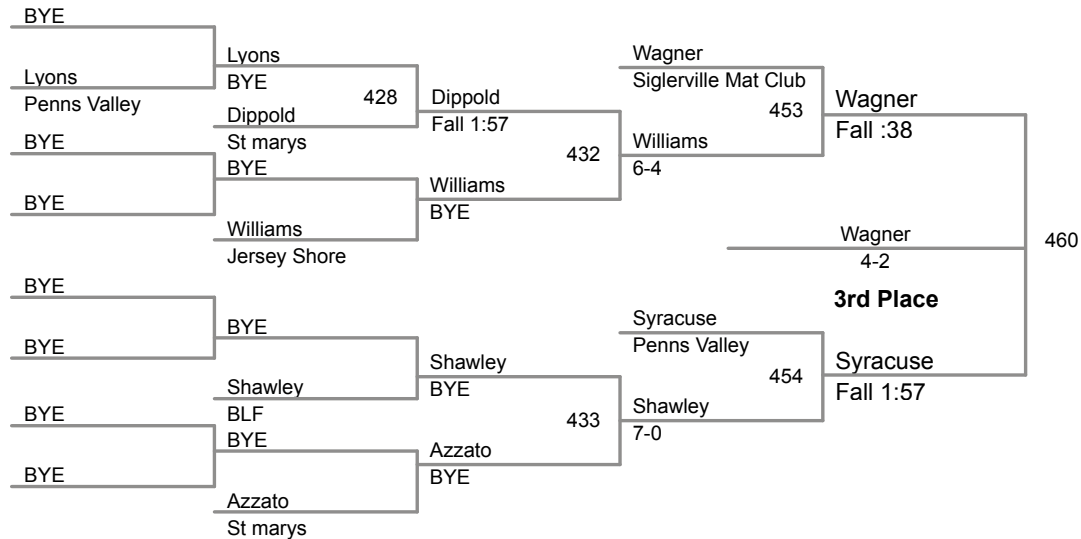 BYE
Lyons
Penns Valley
BYE
BYE
BYE
BYE
BYE
BYE
Lyons
BYE
428
Dippold
St marys
BYE
Williams
Jersey Shore
BYE
Shawley
BLF
BYE
Azzato
St marys
Dippold
Fall 1:57
432
Williams
BYE
Shawley
BYE
433
Azzato
BYE
Wagner
Siglerville Mat Club
453
Williams
6-4
Syracuse
Penns Valley
454
Shawley
7-0
Wagner
Fall :38
Wagner
4-2
460
3rd Place
Syracuse
Fall 1:57